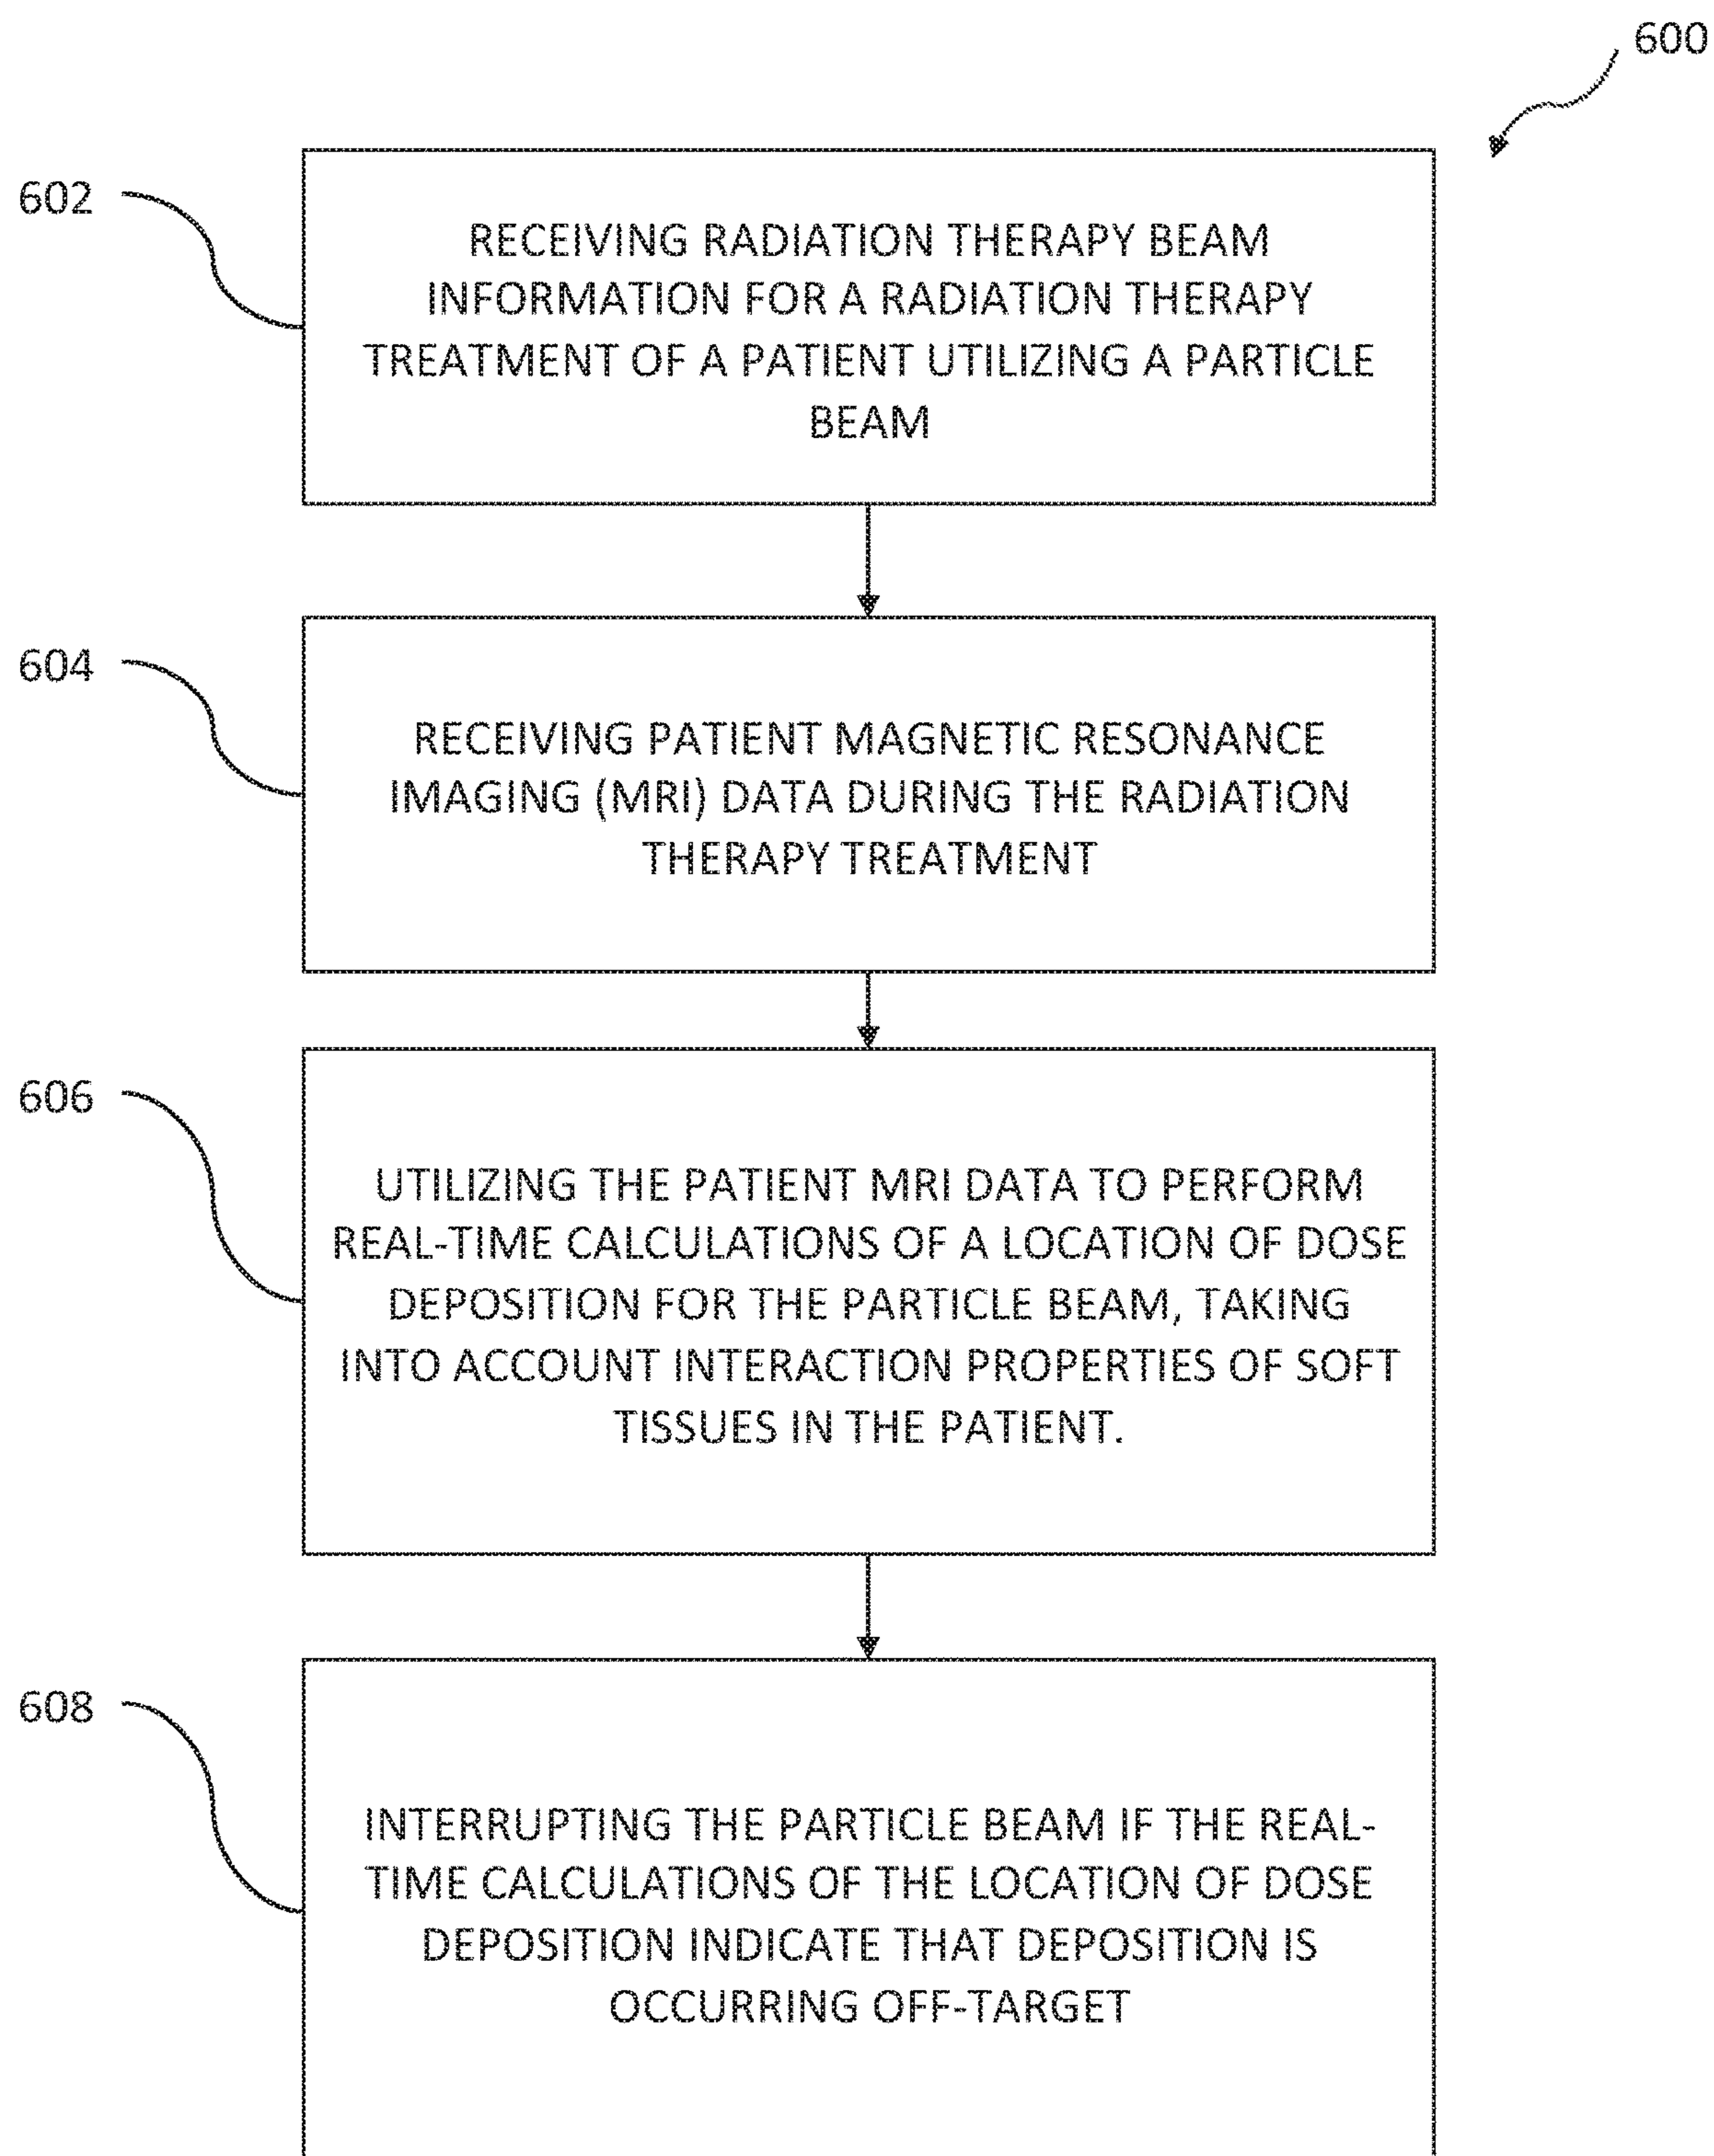 600
602
RECEIVING RADIATION THERAPY BEAM
INFORMATION FOR A RADIATION THERAPY
TREATMENT OF A PATIENT UTILIZING A PARTICLE
BEAM
604
RECEIVING PATIENT MAGNETIC RESONANCE
IMAGING (MRI) DATA DURING THE RADIATION
THERAPY TREATMENT
606
UTILIZING THE PATIENT MRI DATA TO PERFORM
REAL-TIME CALCULATIONS OF A LOCATION OF DOSE
DEPOSITION FOR THE PARTICLE BEAM, TAKING
INTO ACCOUNT INTERACTION PROPERTIES OF SOFT
TISSUES IN THE PATIENT.
608
INTERRUPTING THE PARTICLE BEAM IF THE REAL-
TIME CALCULATIONS OF THE LOCATION OF DOSE
DEPOSITION INDICATE THAT DEPOSITION IS
OCCURRING OFF-TARGET